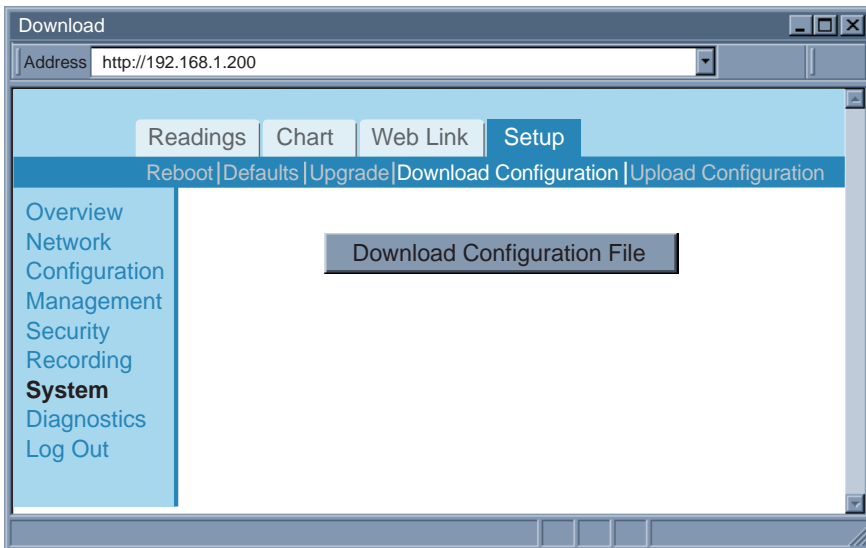 Download
Address http://192.168.1.200
Readings Chart Web Link Setup
Reboot|Defaults|Upgrade|Download Configuration|Upload Configuration
Overview
Network
Configuration
Management
Security
Recording
System
Diagnostics
Log Out
Download Configuration File